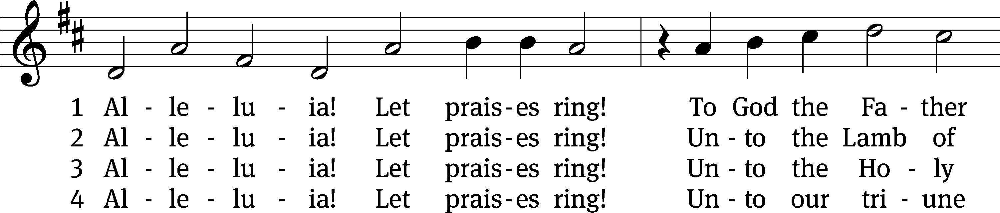 1 Al - le - lu - ia! Let prais - es ring! To God the Fa - ther
2 Al - le - lu - ia! Let prais - es ring! Un - to the Lamb of
3 Al - le - lu - ia! Let prais - es ring! Un - to the Ho - ly
4 Al - le - lu - ia! Let prais - es ring! Un - to our tri - une